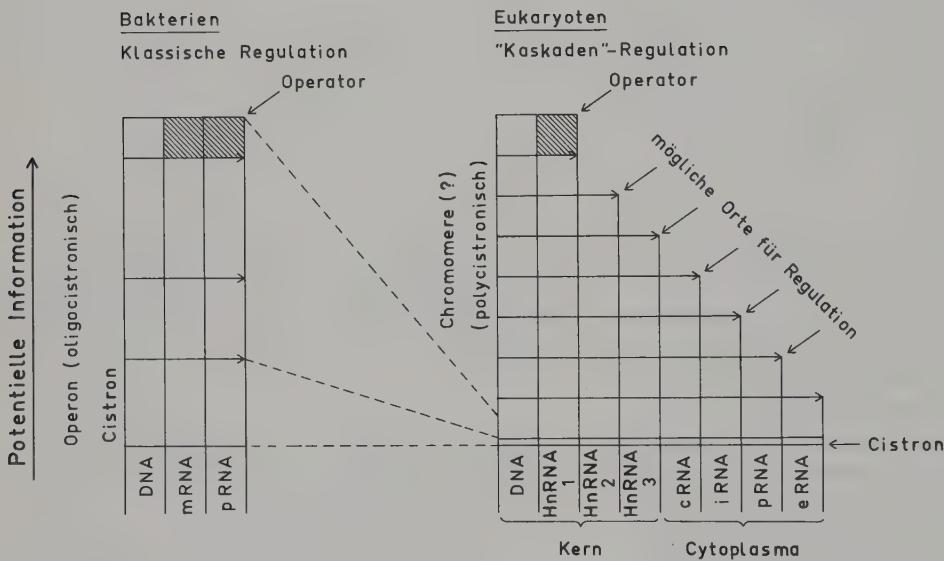 Bakterien
Klassische Regulation
Operator
Potentielle Information
Operon (oligocistronisch)
Cistron
DNA
mRNA
pRNA
Eukaryoten
"Kaskaden"-Regulation
Operator
mögliche Orte für Regulation
Chromomere (?)
(polycistronisch)
Cistron
DNA
HnRNA 1
HnRNA 2
HnRNA 3
cRNA
iRNA
pRNA
eRNA
Kern
Cytoplasma